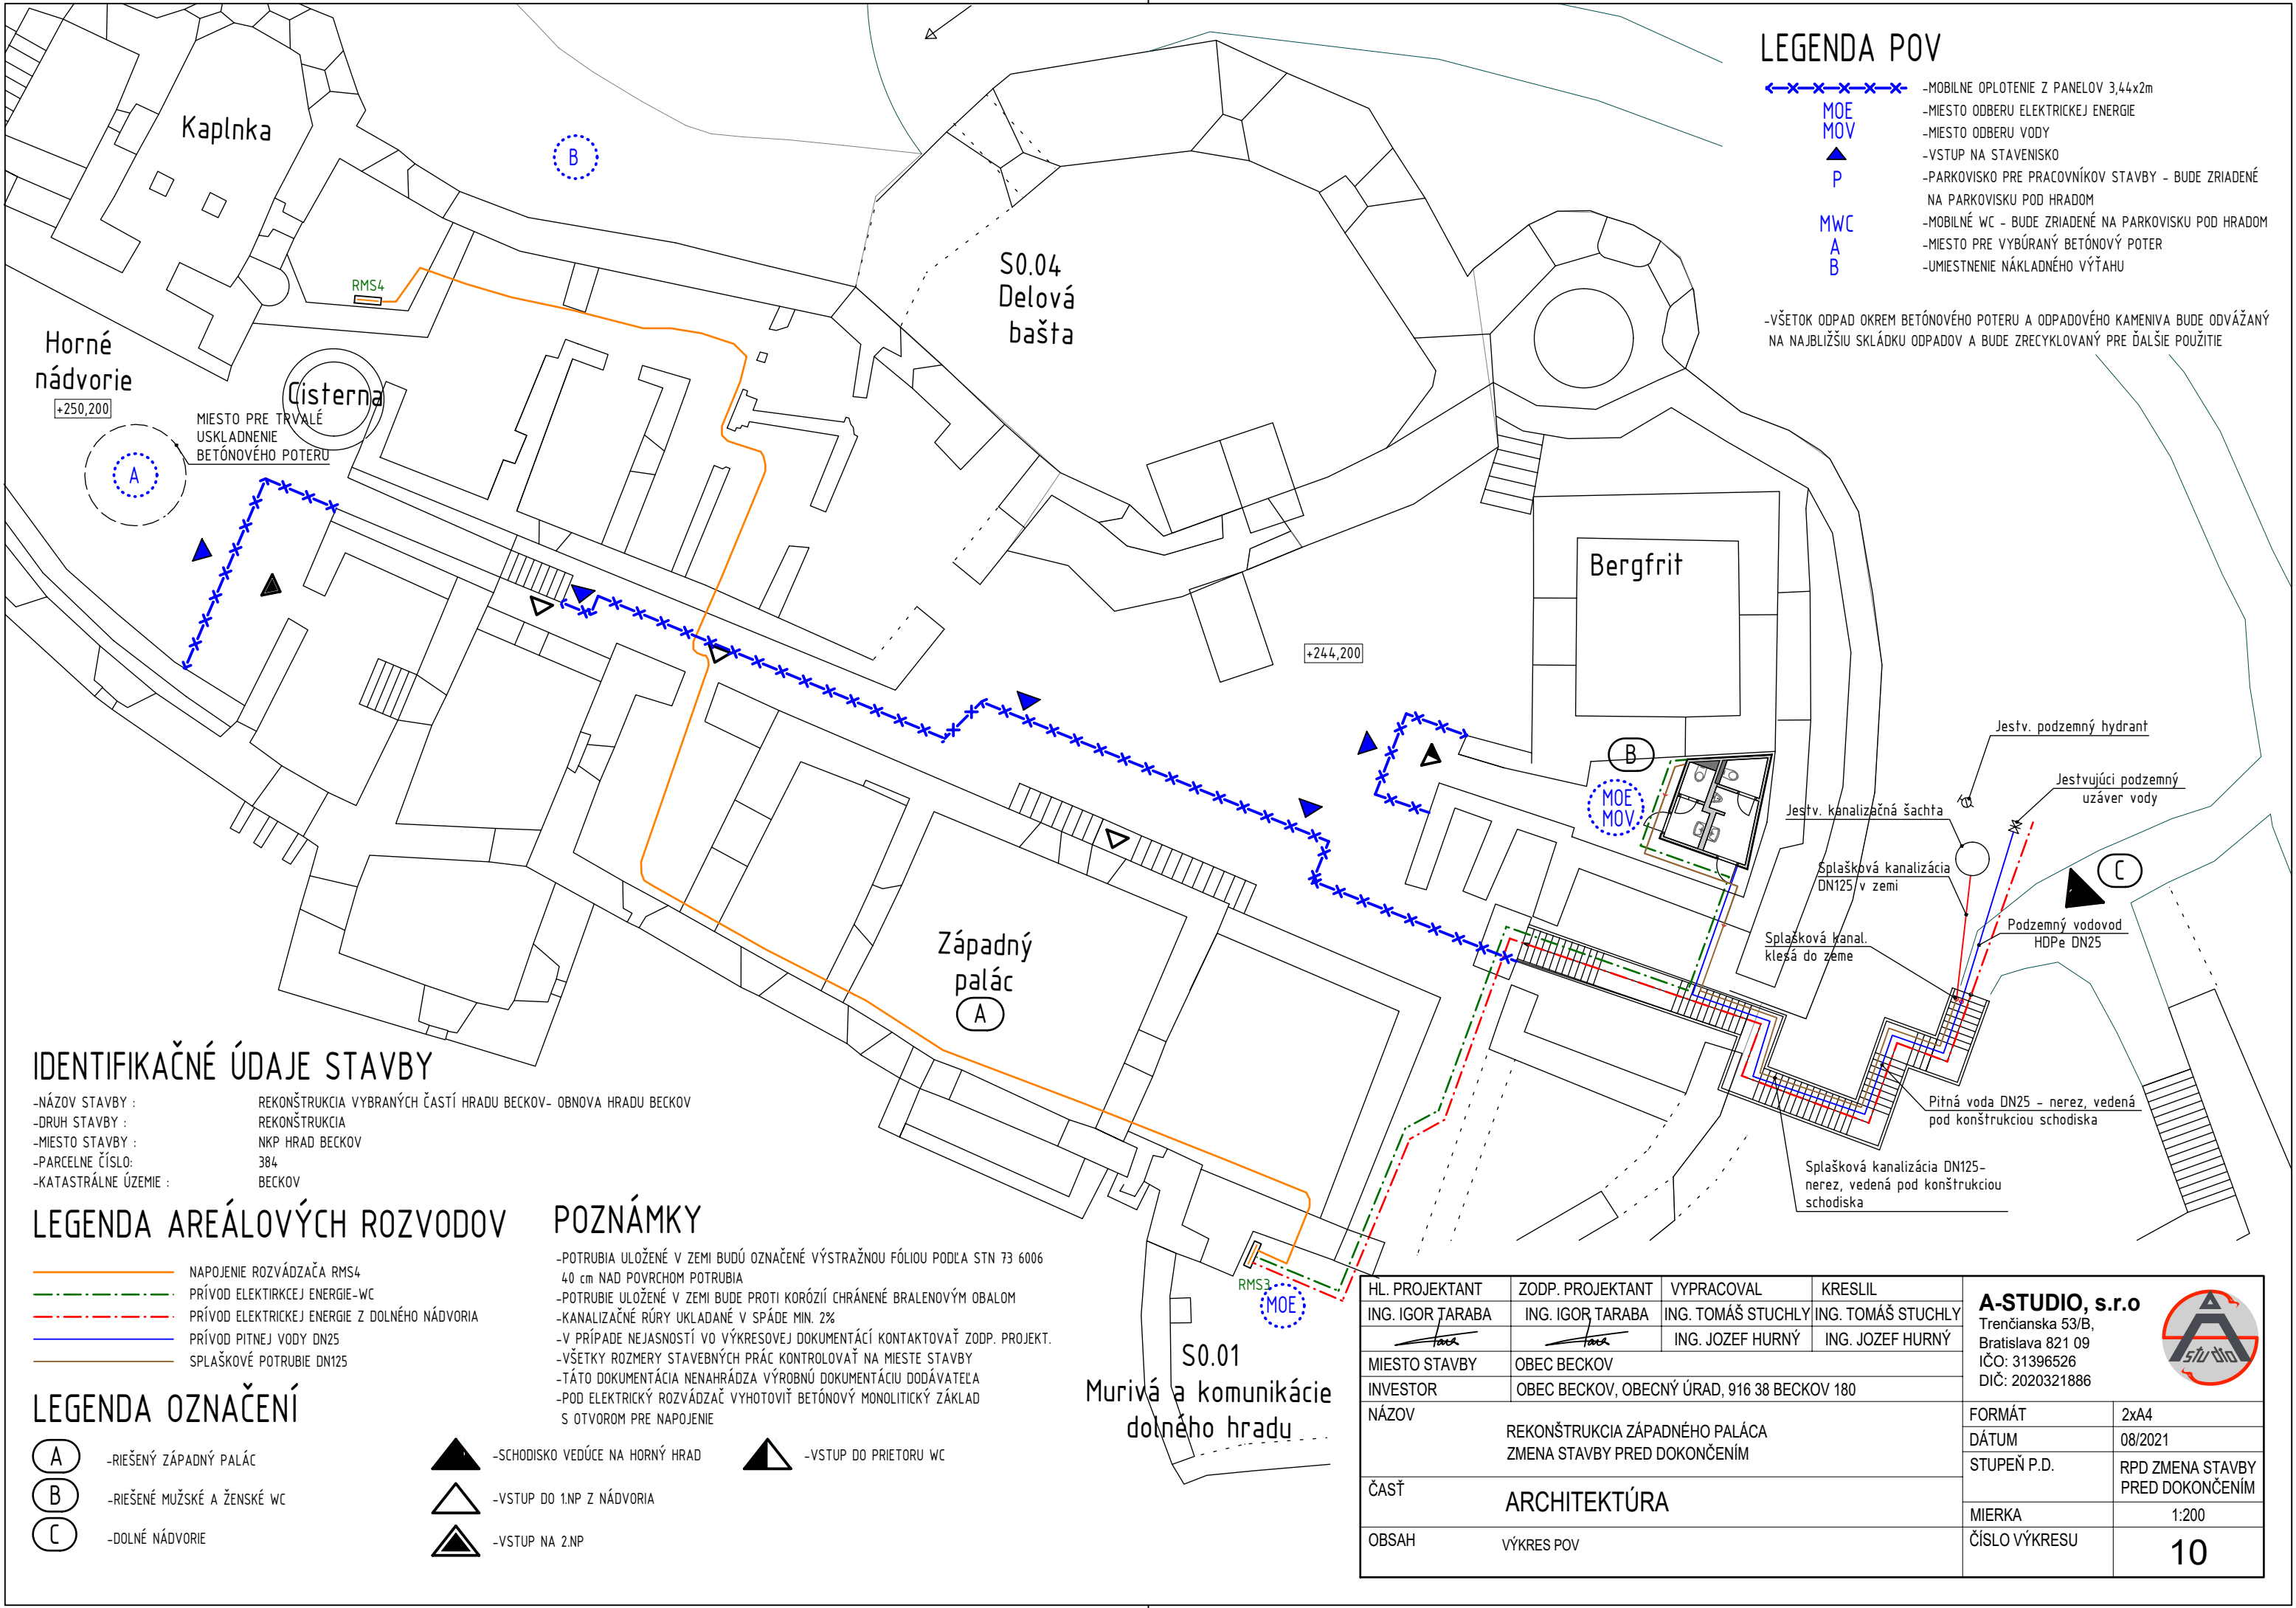 Kaplnka
B
S0.04
Delová
bašta
RMS4
Horné
nádvorie
+250,200
Cisterna
MIESTO PRE TRVALÉ
USKLADNENIE
BETÓNOVÉHO POTERU
A
Bergfrit
+244,200
B
MOE
MOV
Západný
palác
A
Jestv. podzemný hydrant
Jestvujúci podzemný
uzáver vody
Jestv. kanalizačná šachta
Splašková kanalizácia
DN125 v zemi
C
Podzemný vodovod
HDPe DN25
Splašková kanal.
klesá do zeme
Pitná voda DN25 - nerez, vedená
pod konštrukciou schodiska
Splašková kanalizácia DN125-
nerez, vedená pod konštrukciou
schodiska
RMS3
MOE
S0.01
Murivá a komunikácie
dolného hradu
LEGENDA POV
-MOBILNE OPLOTENIE Z PANELOV 3,44x2m
MOE -MIESTO ODBERU ELEKTRICKEJ ENERGIE
MOV -MIESTO ODBERU VODY
-VSTUP NA STAVENISKO
P -PARKOVISKO PRE PRACOVNÍKOV STAVBY - BUDE ZRIADENÉ
NA PARKOVISKU POD HRADOM
MWC -MOBILNÉ WC - BUDE ZRIADENÉ NA PARKOVISKU POD HRADOM
A -MIESTO PRE VYBÚRANÝ BETÓNOVÝ POTER
B -UMIESTNENIE NÁKLADNÉHO VÝŤAHU
-VŠETOK ODPAD OKREM BETÓNOVÉHO POTERU A ODPADOVÉHO KAMENIVA BUDE ODVÁŽANÝ
NA NAJBLIŽŠIU SKLÁDKU ODPADOV A BUDE ZRECYKLOVANÝ PRE ĎALŠIE POUŽITIE
IDENTIFIKAČNÉ ÚDAJE STAVBY
-NÁZOV STAVBY : REKONŠTRUKCIA VYBRANÝCH ČASTÍ HRADU BECKOV- OBNOVA HRADU BECKOV
-DRUH STAVBY : REKONŠTRUKCIA
-MIESTO STAVBY : NKP HRAD BECKOV
-PARCELNE ČÍSLO: 384
-KATASTRÁLNE ÚZEMIE : BECKOV
LEGENDA AREÁLOVÝCH ROZVODOV
NAPOJENIE ROZVÁDZAČA RMS4
PRÍVOD ELEKTIRKCEJ ENERGIE-WC
PRÍVOD ELEKTRICKEJ ENERGIE Z DOLNÉHO NÁDVORIA
PRÍVOD PITNEJ VODY DN25
SPLAŠKOVÉ POTRUBIE DN125
LEGENDA OZNAČENÍ
A -RIEŠENÝ ZÁPADNÝ PALÁC
B -RIEŠENÉ MUŽSKÉ A ŽENSKÉ WC
C -DOLNÉ NÁDVORIE
-SCHODISKO VEDÚCE NA HORNÝ HRAD
-VSTUP DO 1.NP Z NÁDVORIA
-VSTUP NA 2.NP
-VSTUP DO PRIETORU WC
POZNÁMKY
-POTRUBIA ULOŽENÉ V ZEMI BUDÚ OZNAČENÉ VÝSTRAŽNOU FÓLIOU PODĽA STN 73 6006
40 cm NAD POVRCHOM POTRUBIA
-POTRUBIE ULOŽENÉ V ZEMI BUDE PROTI KORÓZIÍ CHRÁNENÉ BRALENOVÝM OBALOM
-KANALIZAČNÉ RÚRY UKLADANÉ V SPÁDE MIN. 2%
-V PRÍPADE NEJASNOSTÍ VO VÝKRESOVEJ DOKUMENTÁCÍ KONTAKTOVAŤ ZODP. PROJEKT.
-VŠETKY ROZMERY STAVEBNÝCH PRÁC KONTROLOVAŤ NA MIESTE STAVBY
-TÁTO DOKUMENTÁCIA NENAHRÁDZA VÝROBNÚ DOKUMENTÁCIU DODÁVATEĽA
-POD ELEKTRICKÝ ROZVÁDZAČ VYHOTOVIŤ BETÓNOVÝ MONOLITICKÝ ZÁKLAD
S OTVOROM PRE NAPOJENIE
HL. PROJEKTANT ZODP. PROJEKTANT VYPRACOVAL KRESLIL
ING. IGOR TARABA ING. IGOR TARABA ING. TOMÁŠ STUCHLY ING. TOMÁŠ STUCHLY
ING. JOZEF HURNÝ ING. JOZEF HURNÝ
MIESTO STAVBY OBEC BECKOV
INVESTOR OBEC BECKOV, OBECNÝ ÚRAD, 916 38 BECKOV 180
NÁZOV
REKONŠTRUKCIA ZÁPADNÉHO PALÁCA
ZMENA STAVBY PRED DOKONČENÍM
ČASŤ ARCHITEKTÚRA
OBSAH VÝKRES POV
A-STUDIO, s.r.o
Trenčianska 53/B,
Bratislava 821 09
IČO: 31396526
DIČ: 2020321886
A studio
FORMÁT 2xA4
DÁTUM 08/2021
STUPEŇ P.D. RPD ZMENA STAVBY
PRED DOKONČENÍM
MIERKA 1:200
ČÍSLO VÝKRESU 10